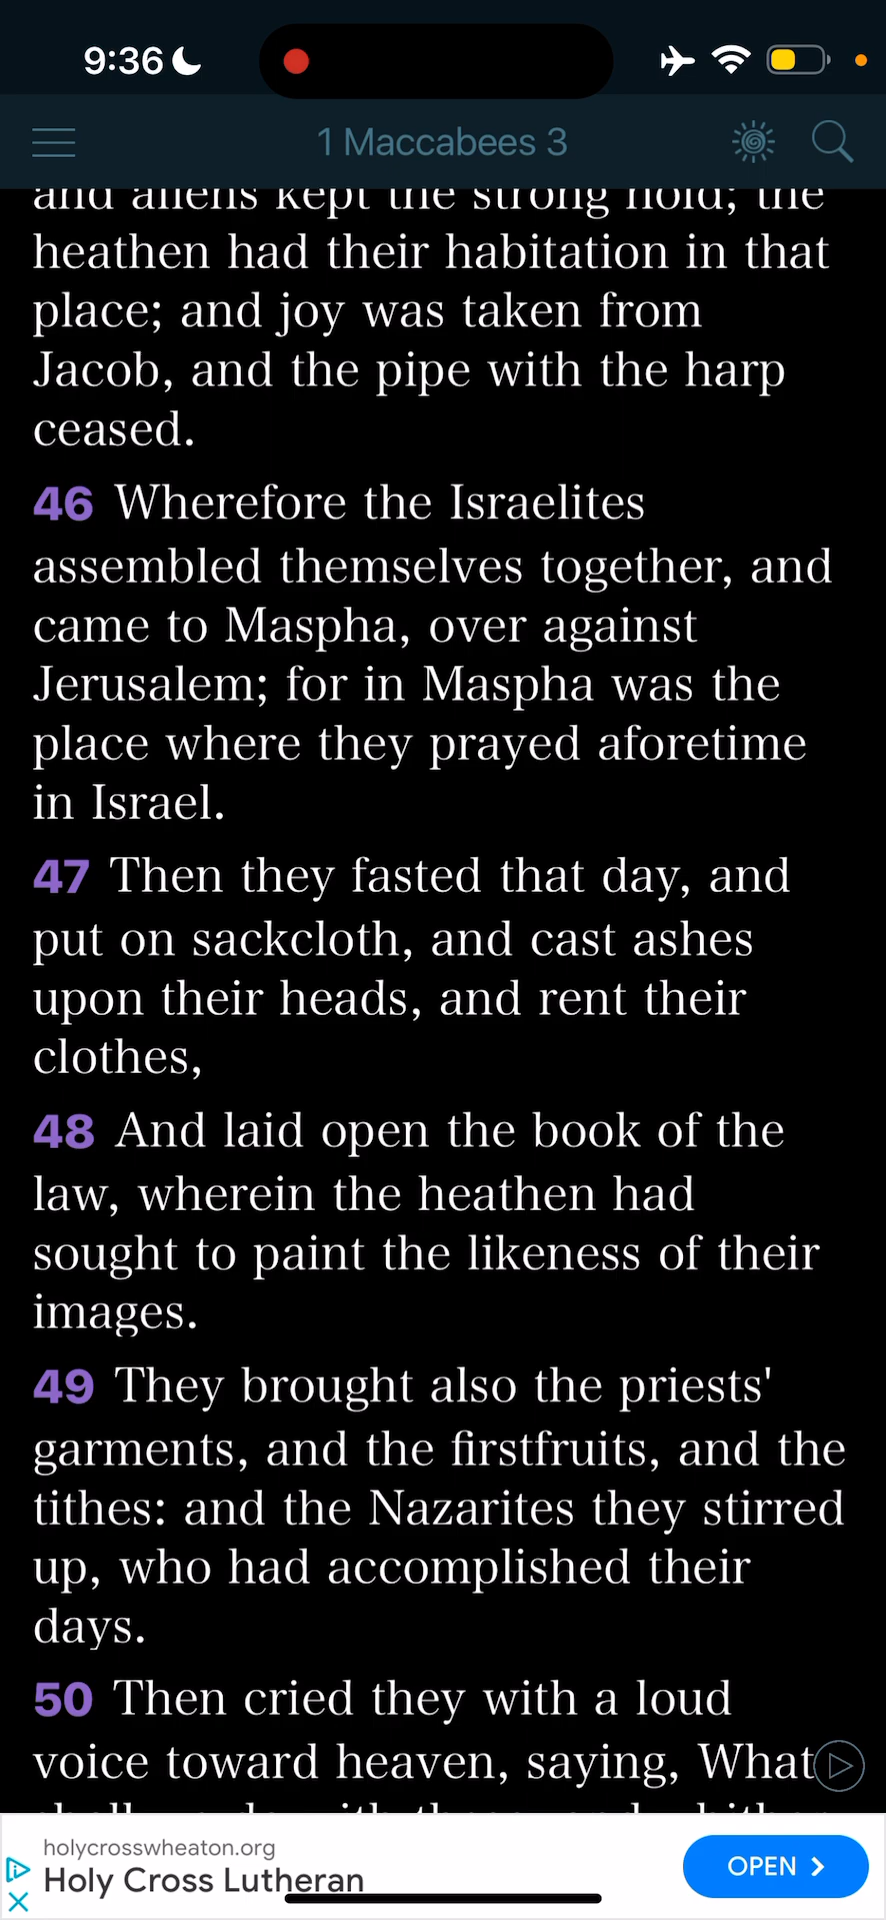 9:36
1 Maccabees 3
and aliens kept the strong hold; the
heathen had their habitation in that
place; and joy was taken from
Jacob, and the pipe with the harp
ceased.
46 Wherefore the Israelites
assembled themselves together, and
came to Maspha, over against
Jerusalem; for in Maspha was the
place where they prayed aforetime
in Israel.
47 Then they fasted that day, and
put on sackcloth, and cast ashes
upon their heads, and rent their
clothes,
48 And laid open the book of the
law, wherein the heathen had
sought to paint the likeness of their
images.
49 They brought also the priests'
garments, and the firstfruits, and the
tithes: and the Nazarites they stirred
up, who had accomplished their
days.
50 Then cried they with a loud
voice toward heaven, saying, What
holycrosswheaton.org
Holy Cross Lutheran
OPEN